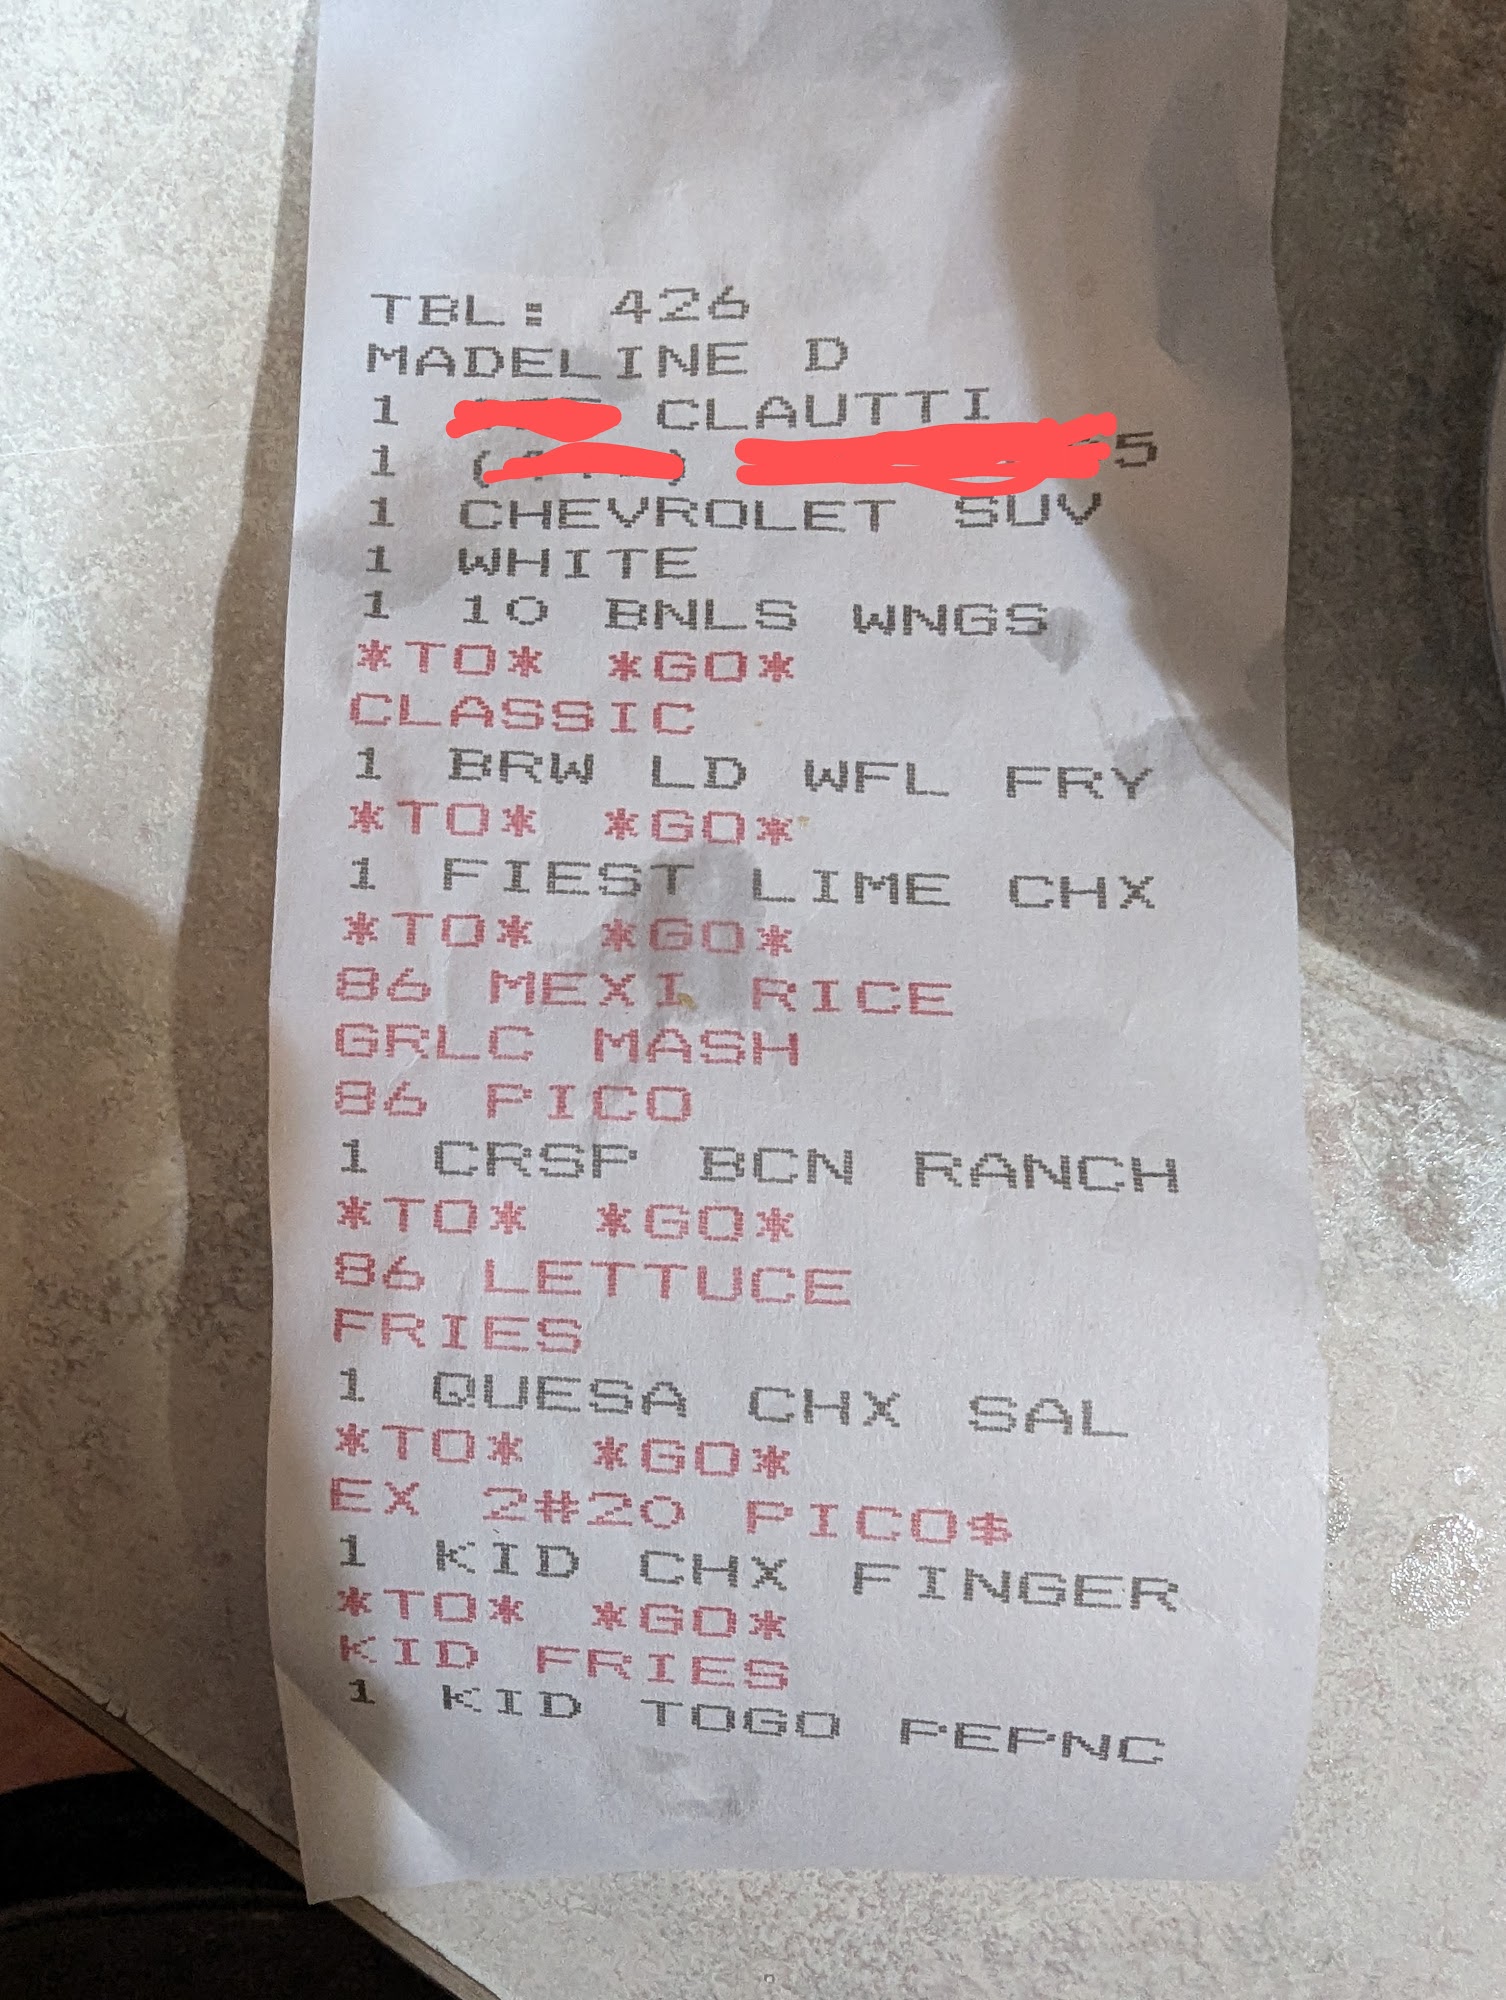 TBL: 426
MADELINE D
1 CLAUTTI
1 ( ) 5
1 CHEVROLET SUV
1 WHITE
1 10 BNLS WNGS
*TO* *GO*
CLASSIC
1 BRW LD WFL FRY
*TO* *GO*
1 FIEST LIME CHX
*TO* *GO*
86 MEXI RICE
GRLC MASH
86 PICO
1 CRSP BCN RANCH
*TO* *GO*
86 LETTUCE
FRIES
1 QUESA CHX SAL
*TO* *GO*
EX 2#20 PICO$
1 KID CHX FINGER
*TO* *GO*
KID FRIES
1 KID TOGO PEPNC